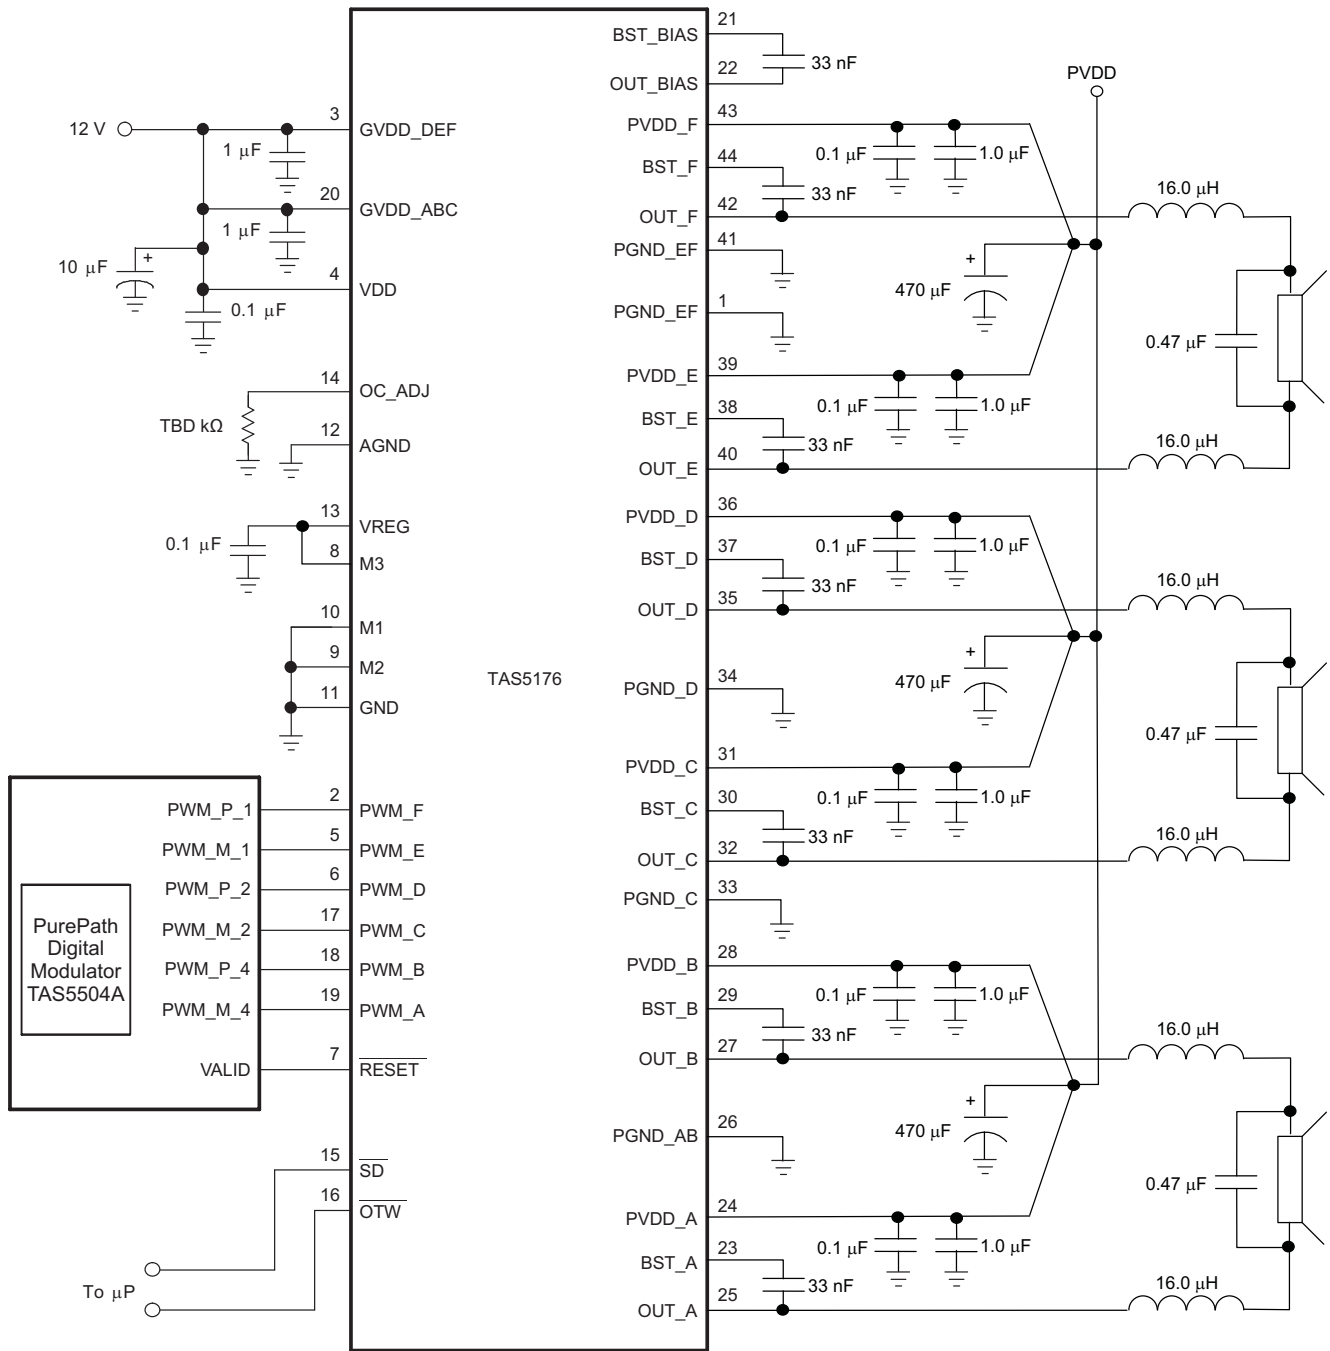 12 V
3
GVDD_DEF
1 µF
20
GVDD_ABC
1 µF
10 µF
+
4
VDD
0.1 µF
14
OC_ADJ
TBD kΩ
12
AGND
13
VREG
0.1 µF
8
M3
10
M1
9
M2
11
GND
TAS5176
PurePath
Digital
Modulator
TAS5504A
PWM_P_1
2
PWM_F
PWM_M_1
5
PWM_E
PWM_P_2
6
PWM_D
PWM_M_2
17
PWM_C
PWM_P_4
18
PWM_B
PWM_M_4
19
PWM_A
VALID
7
RESET
15
SD
16
OTW
To µP
BST_BIAS
21
33 nF
OUT_BIAS
22
PVDD
PVDD_F
43
0.1 µF
1.0 µF
BST_F
44
33 nF
OUT_F
42
16.0 µH
PGND_EF
41
+
470 µF
PGND_EF
1
0.47 µF
PVDD_E
39
0.1 µF
1.0 µF
BST_E
38
33 nF
OUT_E
40
16.0 µH
PVDD_D
36
0.1 µF
1.0 µF
BST_D
37
33 nF
OUT_D
35
16.0 µH
PGND_D
34
+
470 µF
0.47 µF
PVDD_C
31
0.1 µF
1.0 µF
BST_C
30
33 nF
OUT_C
32
16.0 µH
PGND_C
33
PVDD_B
28
0.1 µF
1.0 µF
BST_B
29
33 nF
OUT_B
27
16.0 µH
PGND_AB
26
+
470 µF
0.47 µF
PVDD_A
24
0.1 µF
1.0 µF
BST_A
23
33 nF
OUT_A
25
16.0 µH